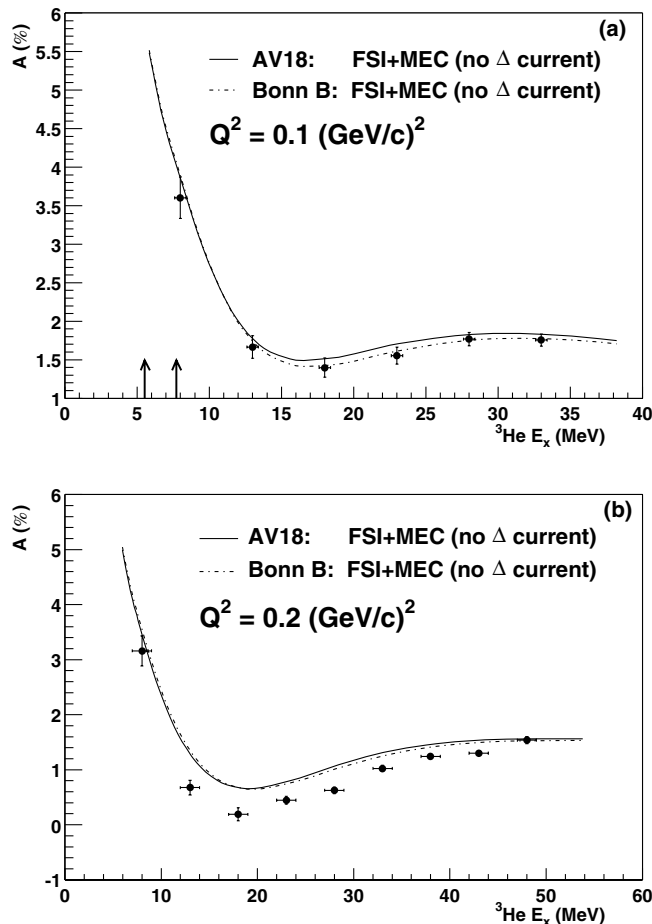 (a)
AV18: FSI+MEC (no Δ current)
Bonn B: FSI+MEC (no Δ current)
Q² = 0.1 (GeV/c)²
A (%)
6
5.5
5
4.5
4
3.5
3
2.5
2
1.5
1
0 5 10 15 20 25 30 35 40
³He Eₓ (MeV)
(b)
AV18: FSI+MEC (no Δ current)
Bonn B: FSI+MEC (no Δ current)
Q² = 0.2 (GeV/c)²
A (%)
6
5
4
3
2
1
0
-1
0 10 20 30 40 50 60
³He Eₓ (MeV)